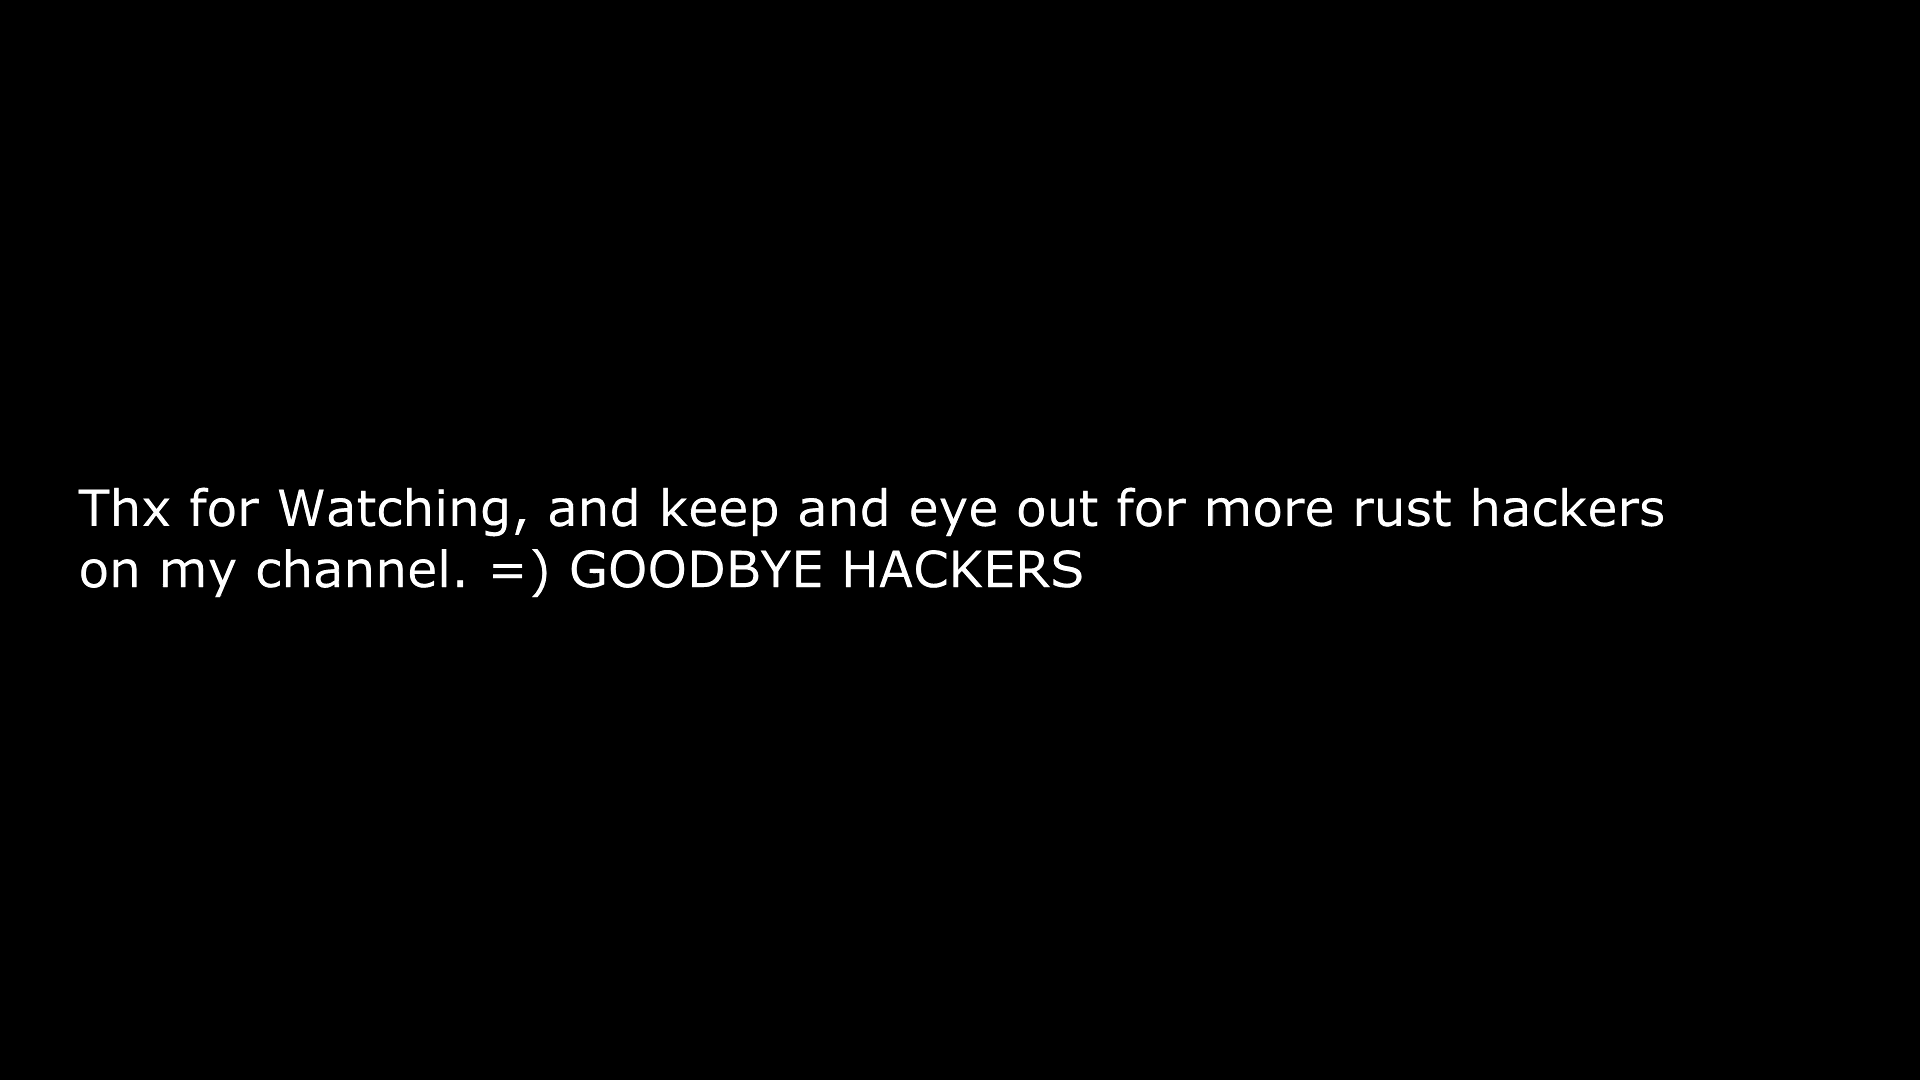 Thx for Watching, and keep and eye out for more rust hackers
on my channel. =) GOODBYE HACKERS